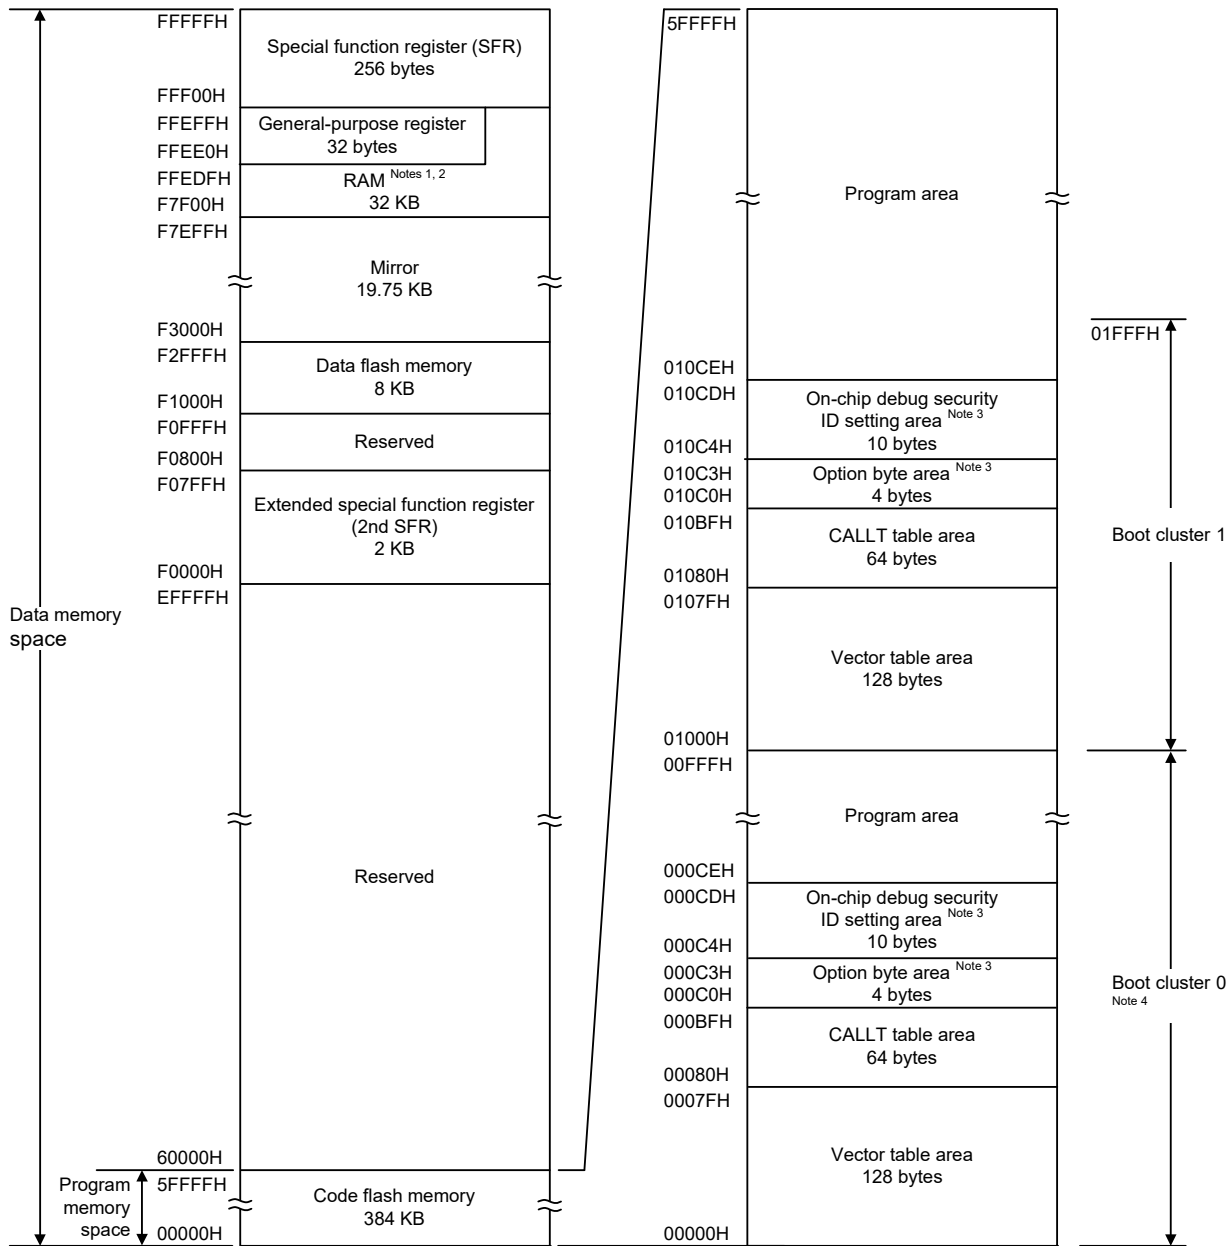 FFFFFH
Special function register (SFR)
256 bytes
FFF00H
FFEFFH
General-purpose register
32 bytes
FFEE0H
FFEDFH
RAM Notes 1, 2
32 KB
F7F00H
F7EFFH
Mirror
19.75 KB
F3000H
F2FFFH
Data flash memory
8 KB
F1000H
F0FFFH
Reserved
F0800H
F07FFH
Extended special function register
(2nd SFR)
2 KB
F0000H
EFFFFH
Data memory
space
Reserved
60000H
5FFFFH
Program
memory
space
Code flash memory
384 KB
00000H
5FFFFH
Program area
01FFFH
010CEH
010CDH
On-chip debug security
ID setting area Note 3
10 bytes
010C4H
010C3H
Option byte area Note 3
4 bytes
010C0H
010BFH
CALLT table area
64 bytes
01080H
0107FH
Boot cluster 1
Vector table area
128 bytes
01000H
00FFFH
Program area
000CEH
000CDH
On-chip debug security
ID setting area Note 3
10 bytes
000C4H
000C3H
Option byte area Note 3
4 bytes
000C0H
000BFH
Boot cluster 0
Note 4
CALLT table area
64 bytes
00080H
0007FH
Vector table area
128 bytes
00000H